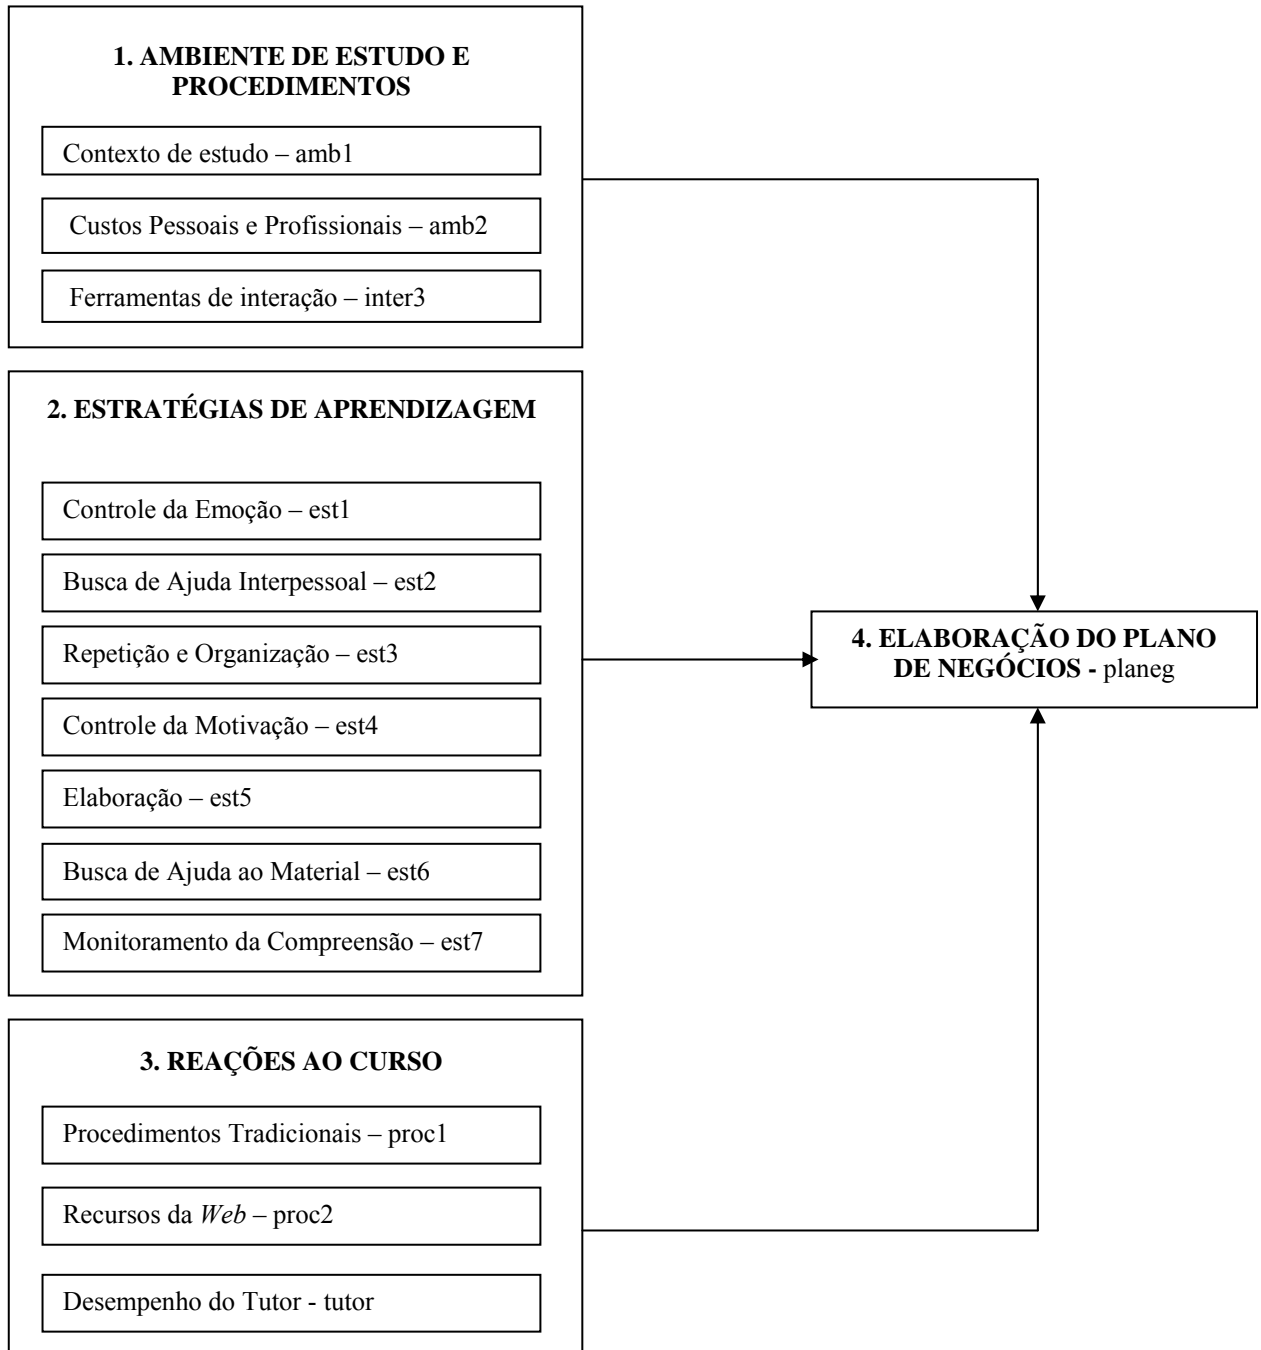 1. AMBIENTE DE ESTUDO E
PROCEDIMENTOS
Contexto de estudo – amb1
Custos Pessoais e Profissionais – amb2
Ferramentas de interação – inter3
2. ESTRATÉGIAS DE APRENDIZAGEM
Controle da Emoção – est1
Busca de Ajuda Interpessoal – est2
Repetição e Organização – est3
Controle da Motivação – est4
Elaboração – est5
Busca de Ajuda ao Material – est6
Monitoramento da Compreensão – est7
3. REAÇÕES AO CURSO
Procedimentos Tradicionais – proc1
Recursos da Web – proc2
Desempenho do Tutor - tutor
4. ELABORAÇÃO DO PLANO
DE NEGÓCIOS - planeg